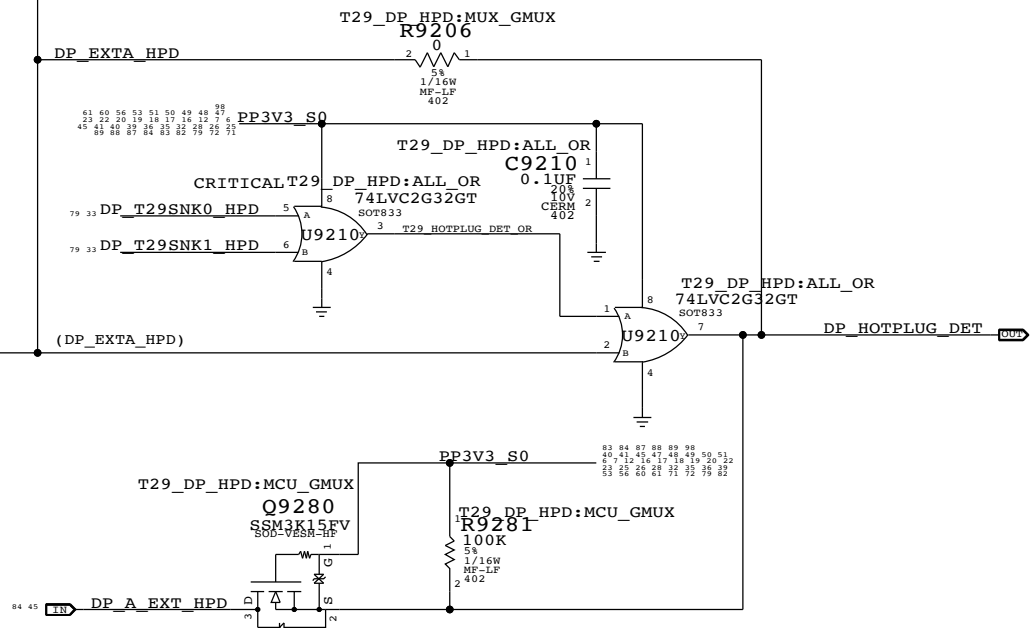 T29_DP_HPD:MUX_GMUX
R9206
DP_EXTA_HPD
2
0
1
5%
1/16W
MF-LF
402
98
61 60 56 53 51 50 49 48 47
23 22 20 19 18 17 16 12 7 6
45 41 40 39 36 35 32 28 26 25
89 88 87 84 83 82 79 72 71
PP3V3_S0
T29_DP_HPD:ALL_OR
C9210
1
0.1UF
20%
10V
CERM
402
2
CRITICAL
T29_DP_HPD:ALL_OR
8
74LVC2G32GT
SOT833
79 33 DP_T29SNK0_HPD
5
A
U9210
Y
3
T29_HOTPLUG_DET_OR
79 33 DP_T29SNK1_HPD
6
B
4
T29_DP_HPD:ALL_OR
8
74LVC2G32GT
SOT833
1
A
U9210
Y
7
DP_HOTPLUG_DET
OUT
(DP_EXTA_HPD)
2
B
4
PP3V3_S0
83 84 87 88 89 98
40 41 45 47 48 49 50 51
6 7 12 16 17 18 19 20 22
23 25 26 28 32 35 36 39
53 56 60 61 71 72 79 82
T29_DP_HPD:MCU_GMUX
Q9280
SSM3K15FV
SOD-VESM-HF
1
G
T29_DP_HPD:MCU_GMUX
1
R9281
100K
5%
1/16W
MF-LF
402
2
84 45
IN
DP_A_EXT_HPD
D
3
S
2